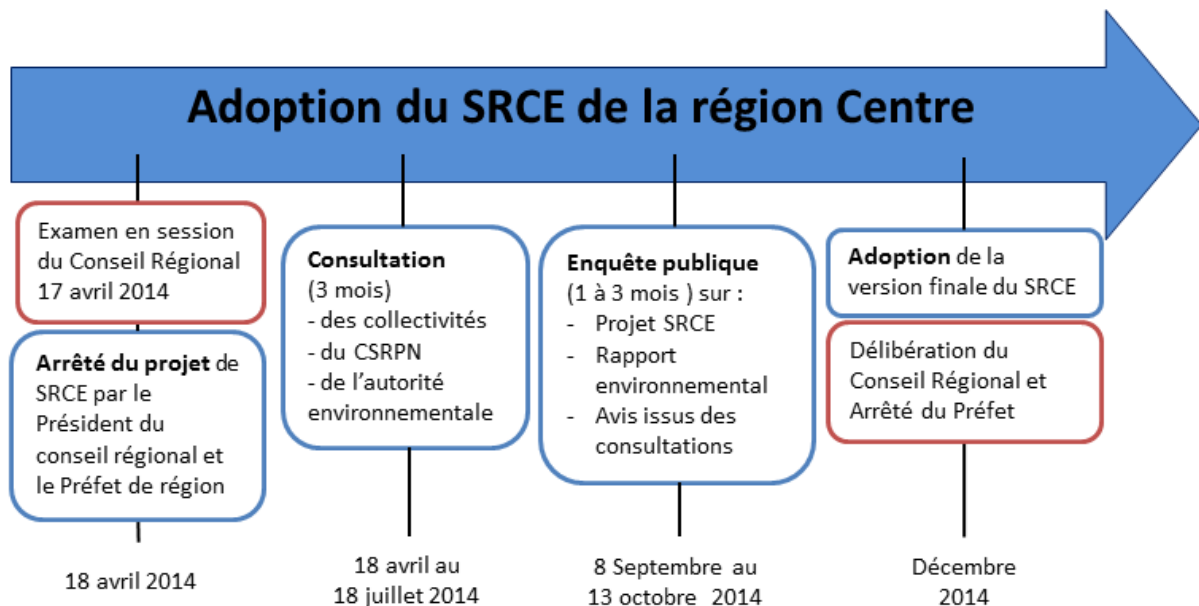 Adoption du SRCE de la région Centre
Examen en session
du Conseil Régional
17 avril 2014
Arrêté du projet de
SRCE par le
Président du
conseil régional et
le Préfet de région
18 avril 2014
Consultation
(3 mois)
- des collectivités
- du CSRPN
- de l'autorité
environnementale
18 avril au
18 juillet 2014
Enquête publique
(1 à 3 mois ) sur :
- Projet SRCE
- Rapport
environnemental
- Avis issus des
consultations
8 Septembre au
13 octobre 2014
Adoption de la
version finale du SRCE
Délibération du
Conseil Régional et
Arrêté du Préfet
Décembre
2014